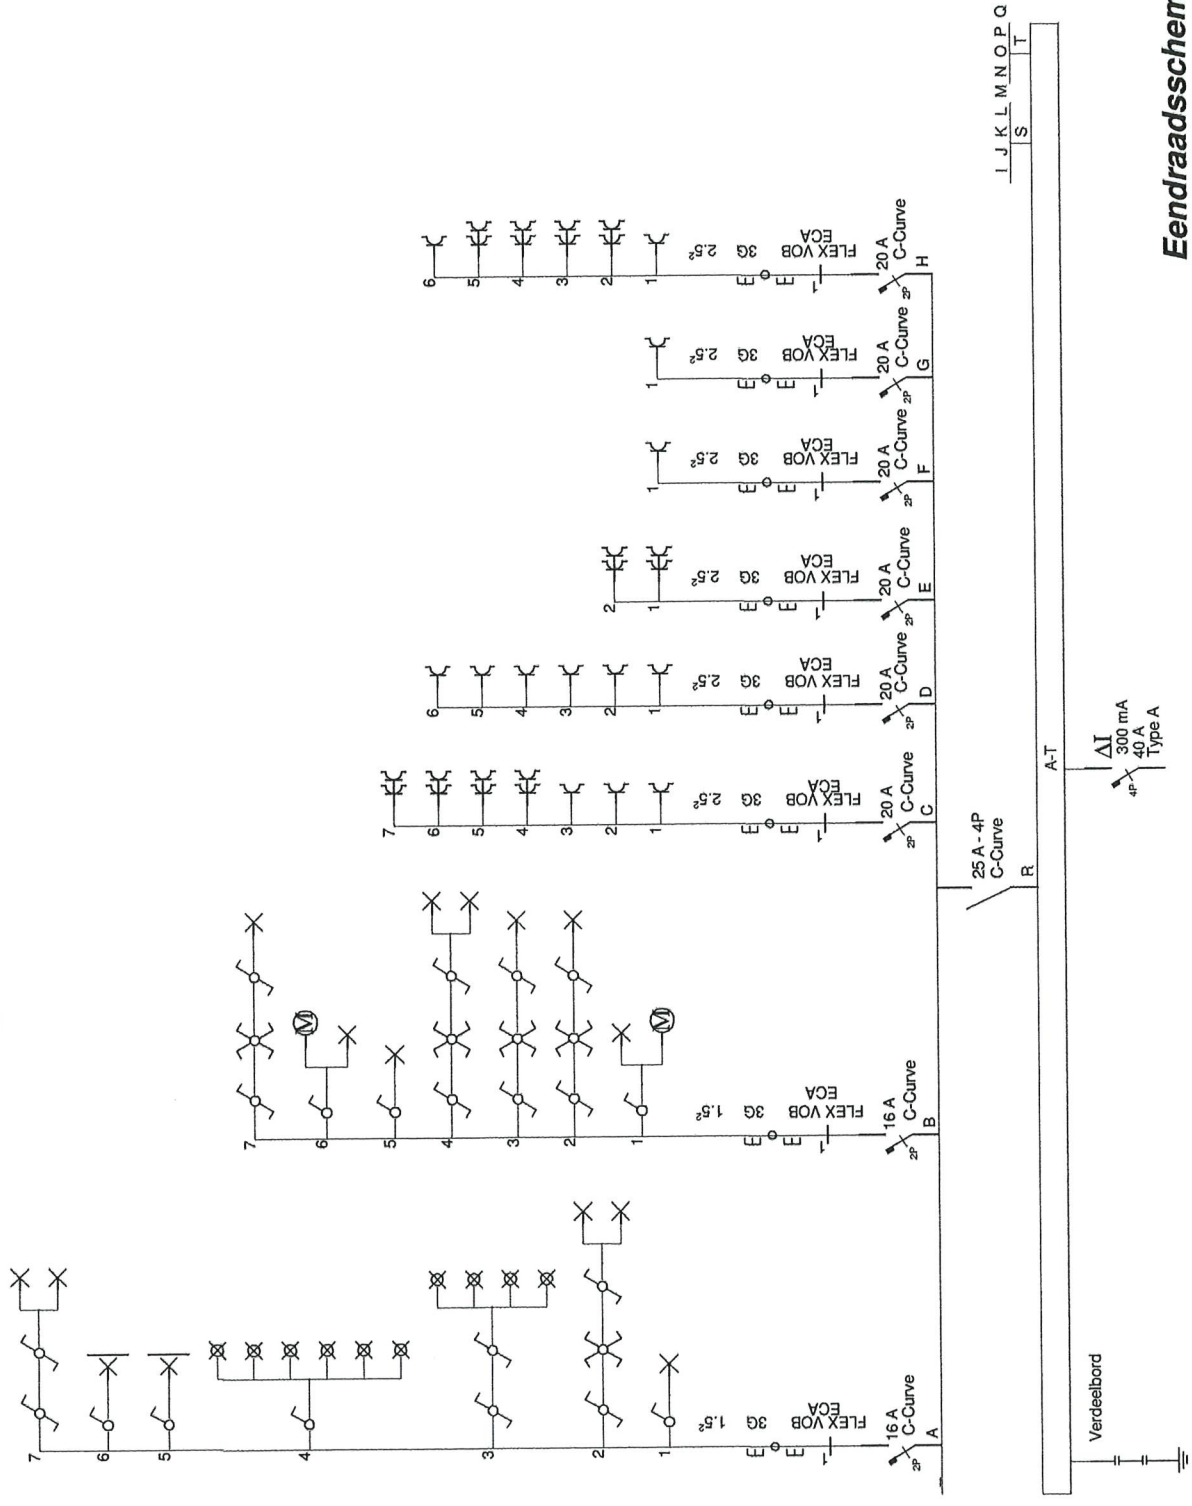 7
6
5
4
3
2
1
1.5²
3G
FLEX VOB
ECA
1
16 A
C-Curve
2P
A
7
6
5
4
3
2
1
M
M
1.5²
3G
FLEX VOB
ECA
1
16 A
C-Curve
2P
B
7
6
5
4
3
2
1
2.5²
3G
FLEX VOB
ECA
1
20 A
C-Curve
2P
C
6
5
4
3
2
1
2.5²
3G
FLEX VOB
ECA
1
20 A
C-Curve
2P
D
2
1
2.5²
3G
FLEX VOB
ECA
1
20 A
C-Curve
2P
E
1
2.5²
3G
FLEX VOB
ECA
1
20 A
C-Curve
2P
F
1
2.5²
3G
FLEX VOB
ECA
1
20 A
C-Curve
2P
G
6
5
4
3
2
1
2.5²
3G
FLEX VOB
ECA
1
20 A
C-Curve
2P
H
25 A - 4P
C-Curve
R
I J K L M N O P Q
S T
A-T
ΔI
300 mA
40 A
Type A
4P
Verdeelbord
Eendraadsschem